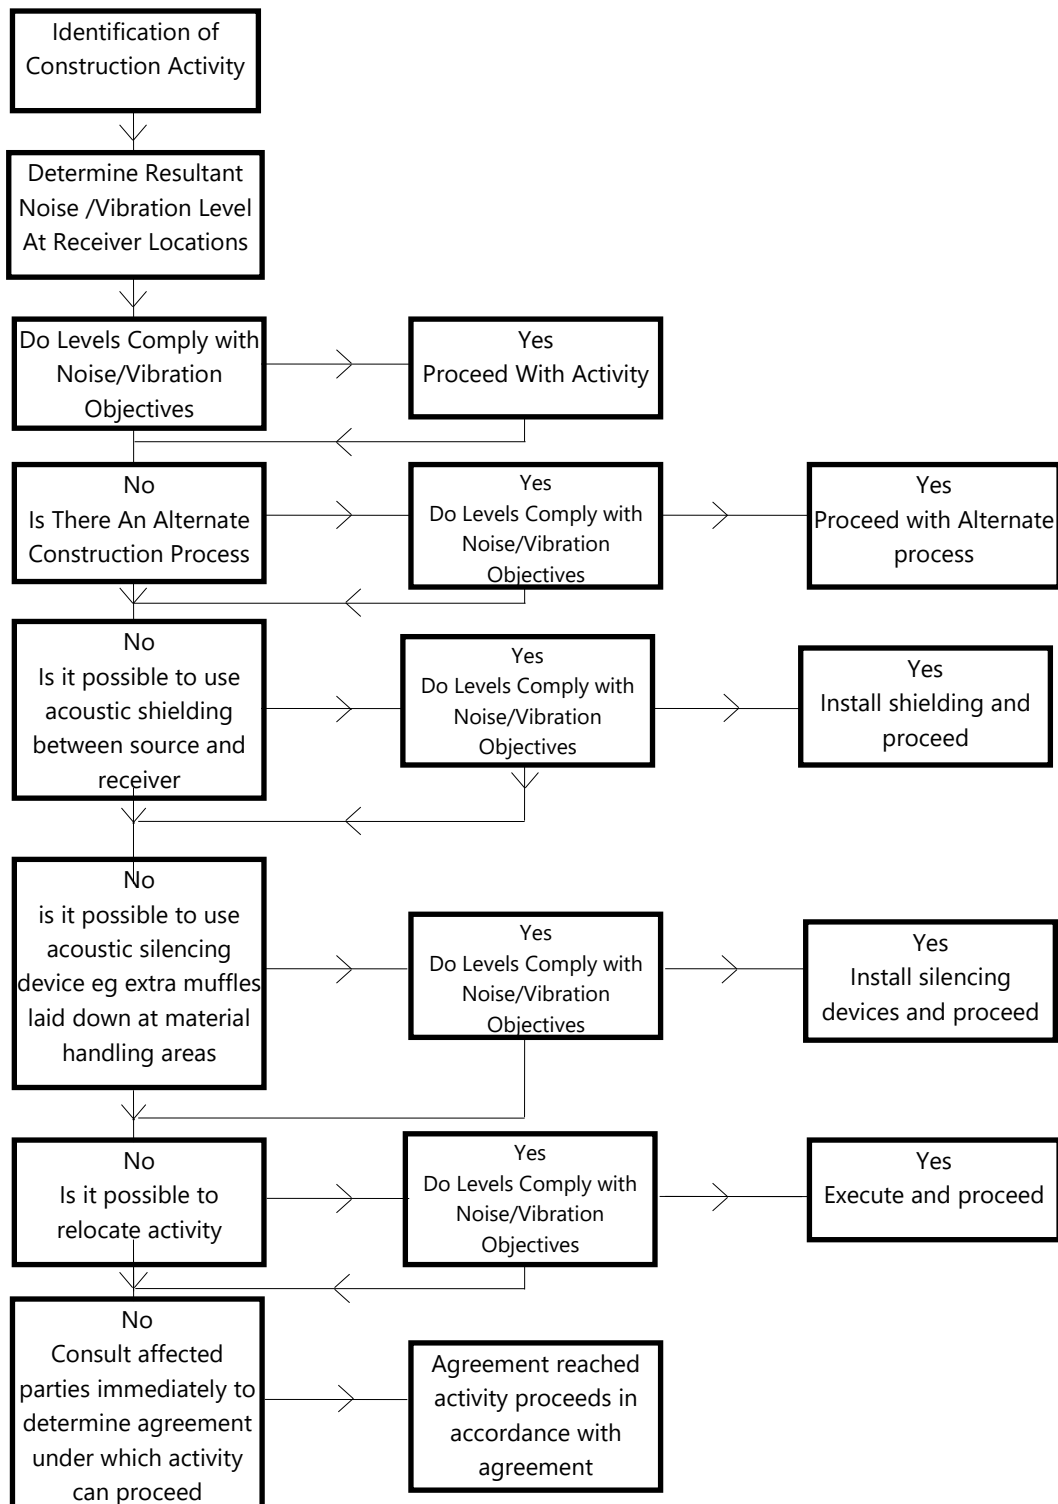 Identification of
Construction Activity
Determine Resultant
Noise /Vibration Level
At Receiver Locations
Do Levels Comply with
Noise/Vibration
Objectives
Yes
Proceed With Activity
No
Is There An Alternate
Construction Process
Yes
Do Levels Comply with
Noise/Vibration
Objectives
Yes
Proceed with Alternate
process
No
Is it possible to use
acoustic shielding
between source and
receiver
Yes
Do Levels Comply with
Noise/Vibration
Objectives
Yes
Install shielding and
proceed
No
is it possible to use
acoustic silencing
device eg extra muffles
laid down at material
handling areas
Yes
Do Levels Comply with
Noise/Vibration
Objectives
Yes
Install silencing
devices and proceed
No
Is it possible to
relocate activity
Yes
Do Levels Comply with
Noise/Vibration
Objectives
Yes
Execute and proceed
No
Consult affected
parties immediately to
determine agreement
under which activity
can proceed
Agreement reached
activity proceeds in
accordance with
agreement